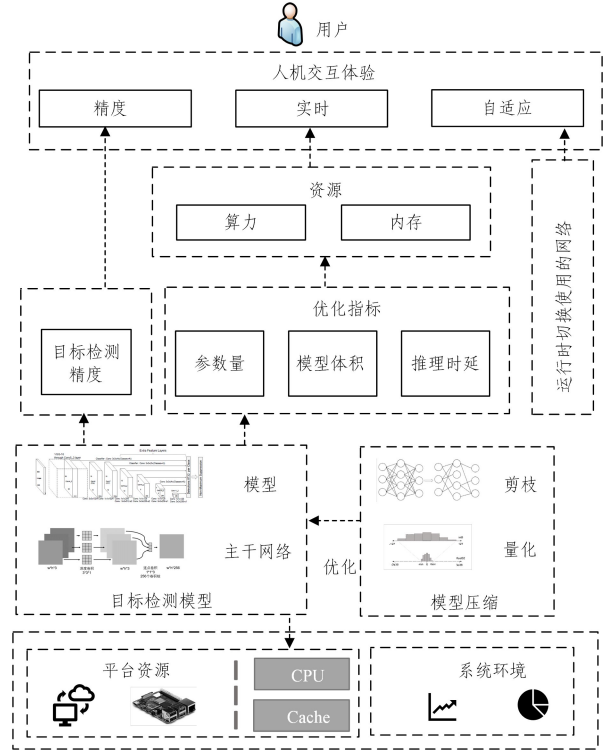 用户
人机交互体验
精度
实时
自适应
资源
算力
内存
运行时切换使用的网络
优化指标
目标检测
精度
参数量
模型体积
推理时延
模型
主干网络
目标检测模型
优化
剪枝
量化
模型压缩
平台资源
CPU
Cache
系统环境